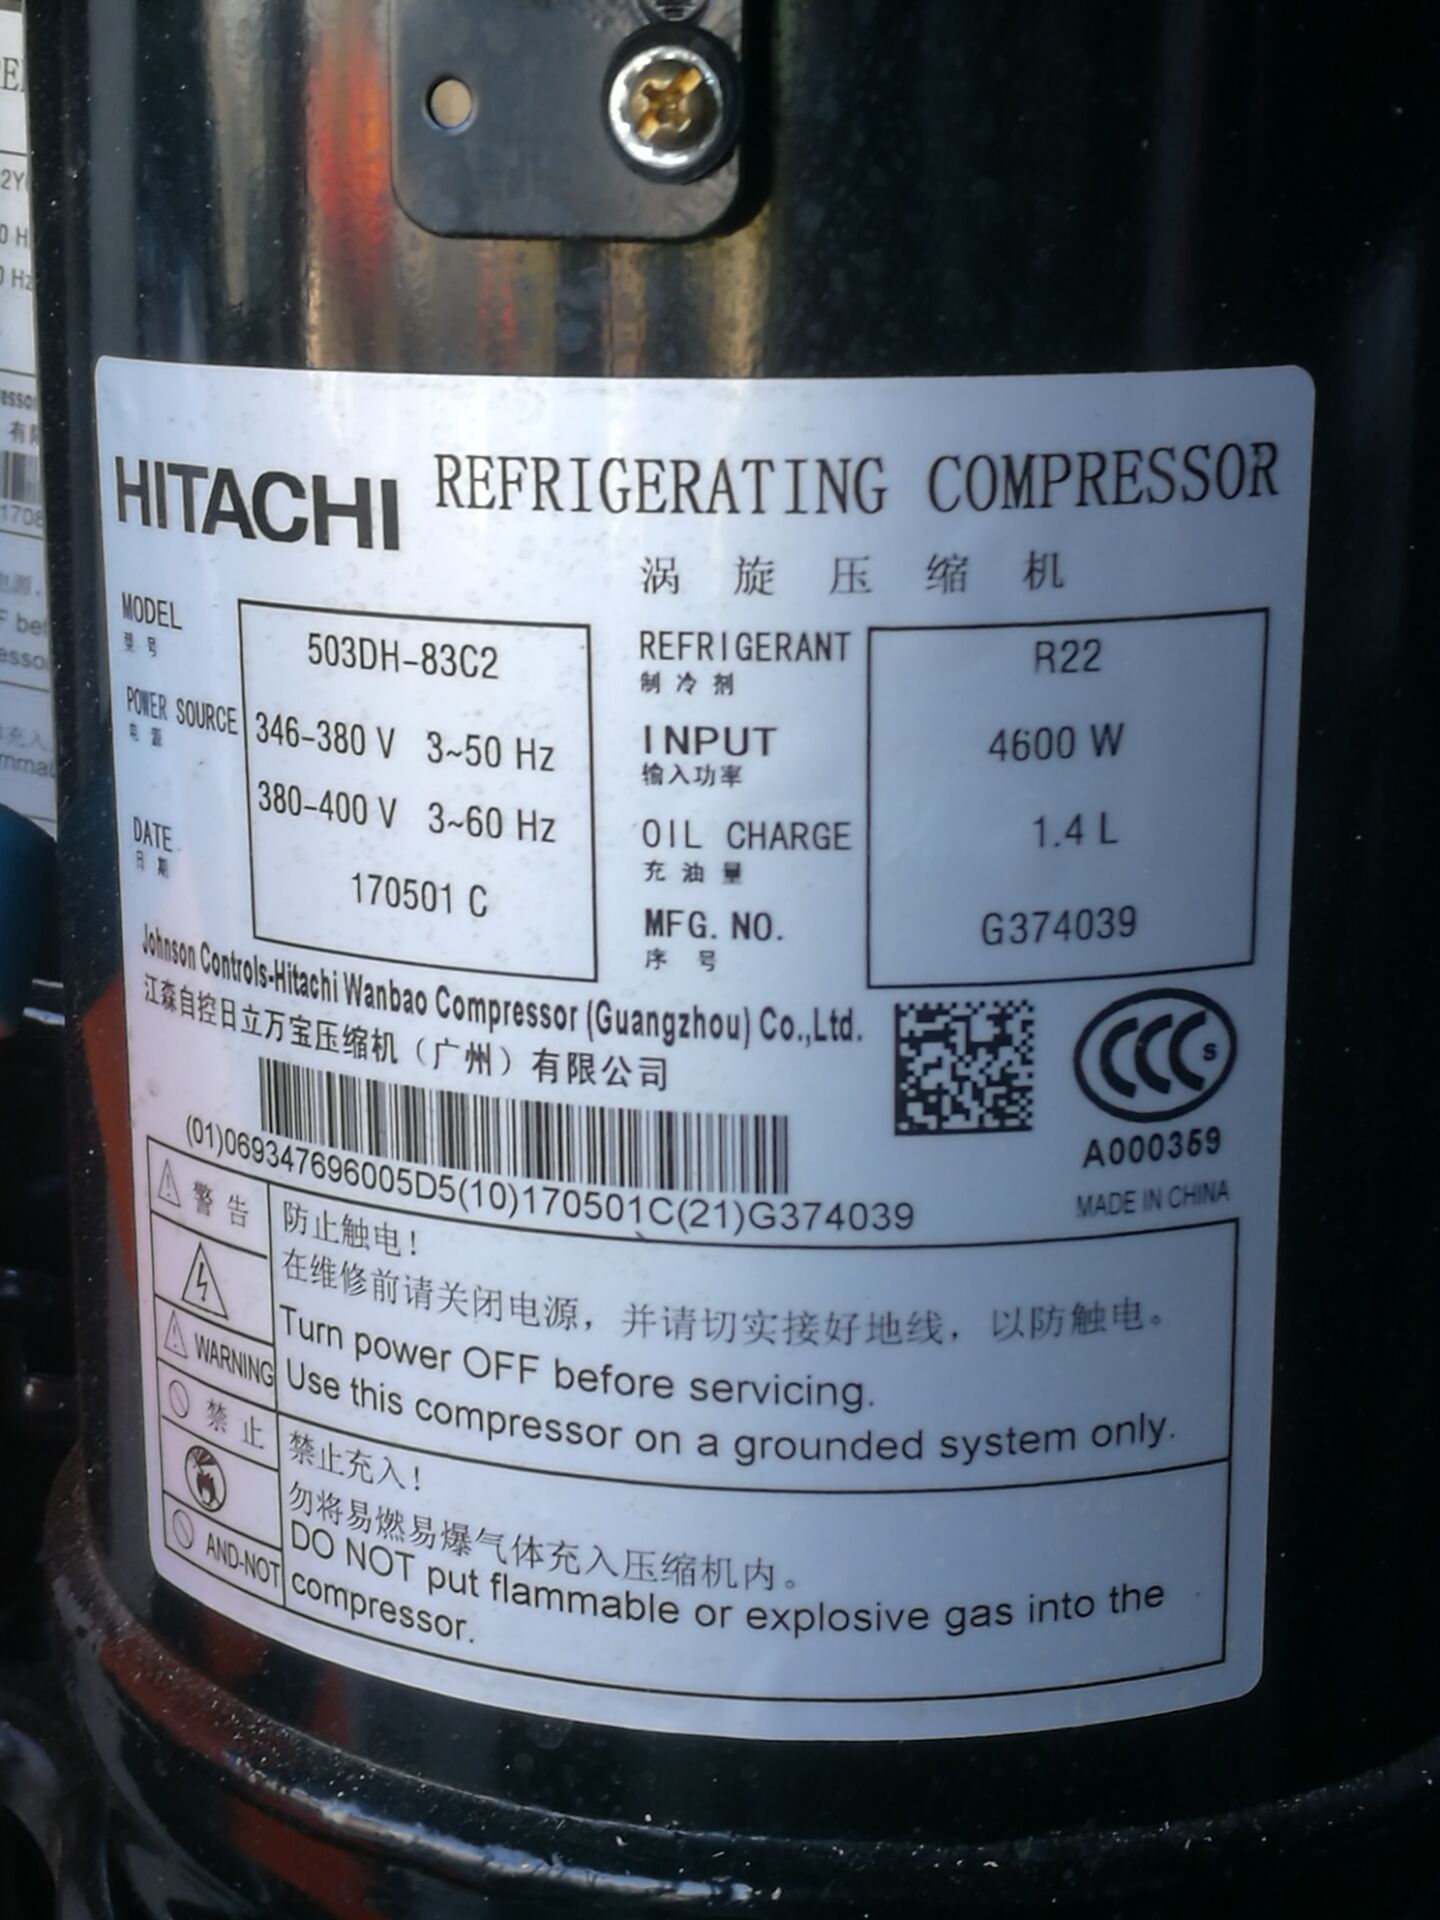 HITACHI REFRIGERATING COMPRESSOR
涡旋压缩机
MODEL 503DH-83C2
型号
POWER SOURCE 346-380 V 3~50 Hz
电源
380-400 V 3~60 Hz
DATE 170501 C
日期
REFRIGERANT R22
制冷剂
INPUT 4600 W
输入功率
OIL CHARGE 1.4 L
充油量
MFG. NO. G374039
序号
Johnson Controls-Hitachi Wanbao Compressor (Guangzhou) Co.,Ltd.
江森自控日立万宝压缩机（广州）有限公司
(01)069347696005D5(10)170501C(21)G374039
CCC S
A000359
MADE IN CHINA
警告
WARNING
防止触电！
在维修前请关闭电源，并请切实接好地线，以防触电。
Turn power OFF before servicing.
Use this compressor on a grounded system only.
禁止
AND-NOT
禁止充入！
勿将易燃易爆气体充入压缩机内。
DO NOT put flammable or explosive gas into the
compressor.